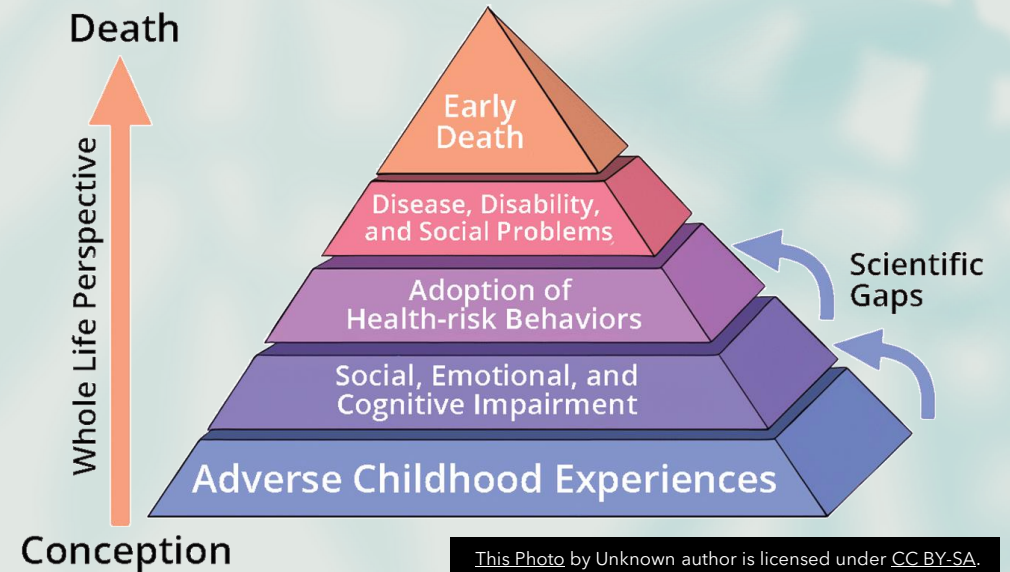 Death
Whole Life Perspective
Conception
Early
Death
Disease, Disability,
and Social Problems
Adoption of
Health-risk Behaviors
Social, Emotional, and
Cognitive Impairment
Adverse Childhood Experiences
Scientific
Gaps
This Photo by Unknown author is licensed under CC BY-SA.